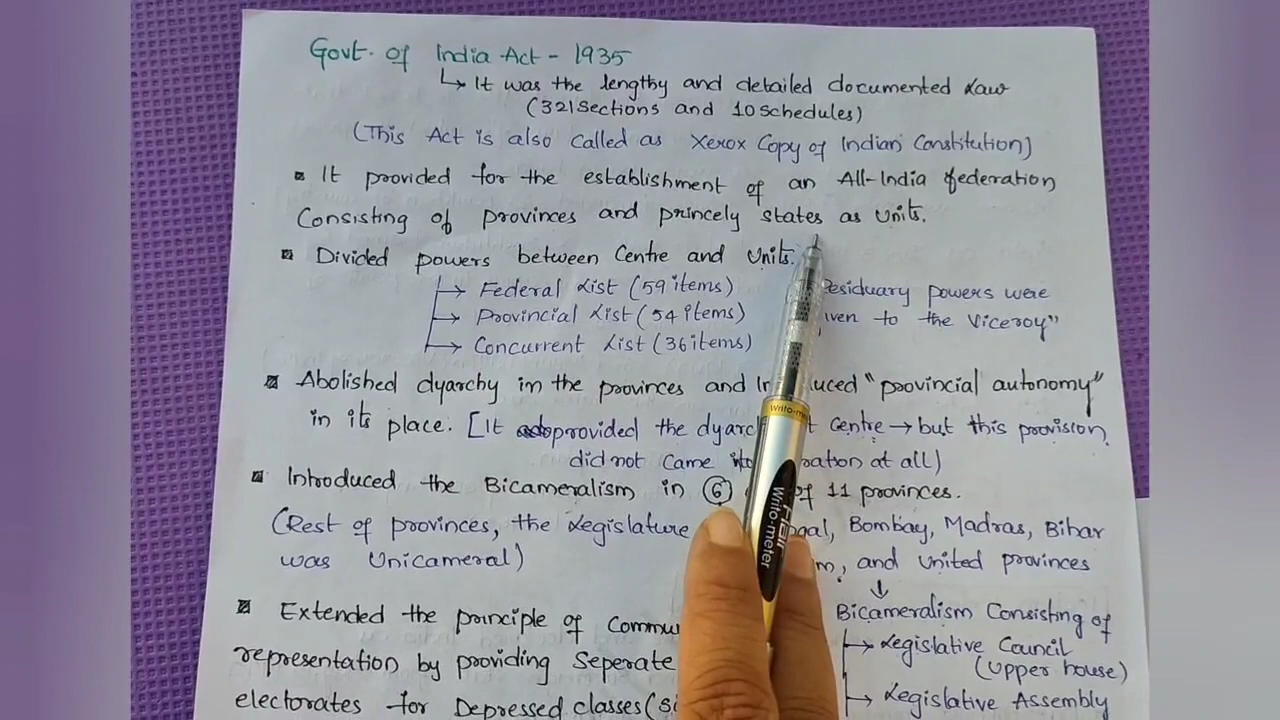 Govt. of India Act - 1935
↳ It was the lengthy and detailed documented Law
(321 Sections and 10 Schedules)
(This Act is also called as Xerox Copy of Indian Constitution)
▪ It provided for the establishment of an All-India federation
Consisting of provinces and princely states as Units.
▪ Divided powers between Centre and Units.
→ Federal List (59 items)
→ Provincial List (54 items)
→ Concurrent List (36 items)
Residuary powers were
to the Viceroy"
▪ Abolished dyarchy in the provinces and "provincial autonomy"
in its place. [It provided the Centre → but this provision
did not came at all)
▪ Introduced the Bicameralism in 6 of 11 provinces.
(Rest of provinces, the Legislature
was Unicameral)
Bombay, Madras, Bihar
and United provinces
↓
Bicameralism Consisting of
→ Legislative Council
(Upper house)
→ Legislative Assembly
▪ Extended the principle of
representation by providing Seperate
electorates for Depressed classes
Flair
Writo-meter
Writo-m